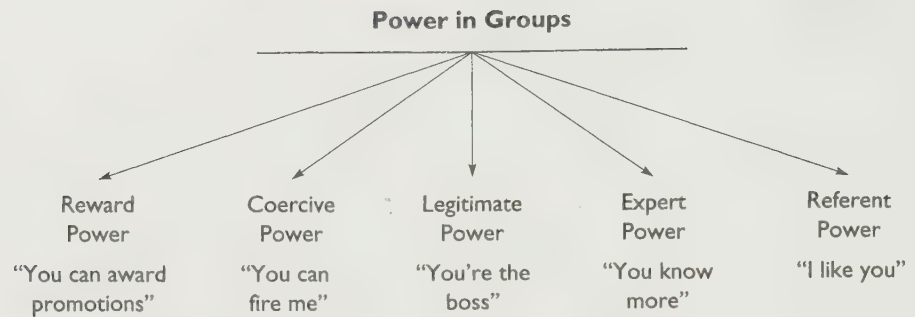 Power in Groups
Reward
Power
"You can award
promotions"
Coercive
Power
"You can
fire me"
Legitimate
Power
"You're the
boss"
Expert
Power
"You know
more"
Referent
Power
"I like you"